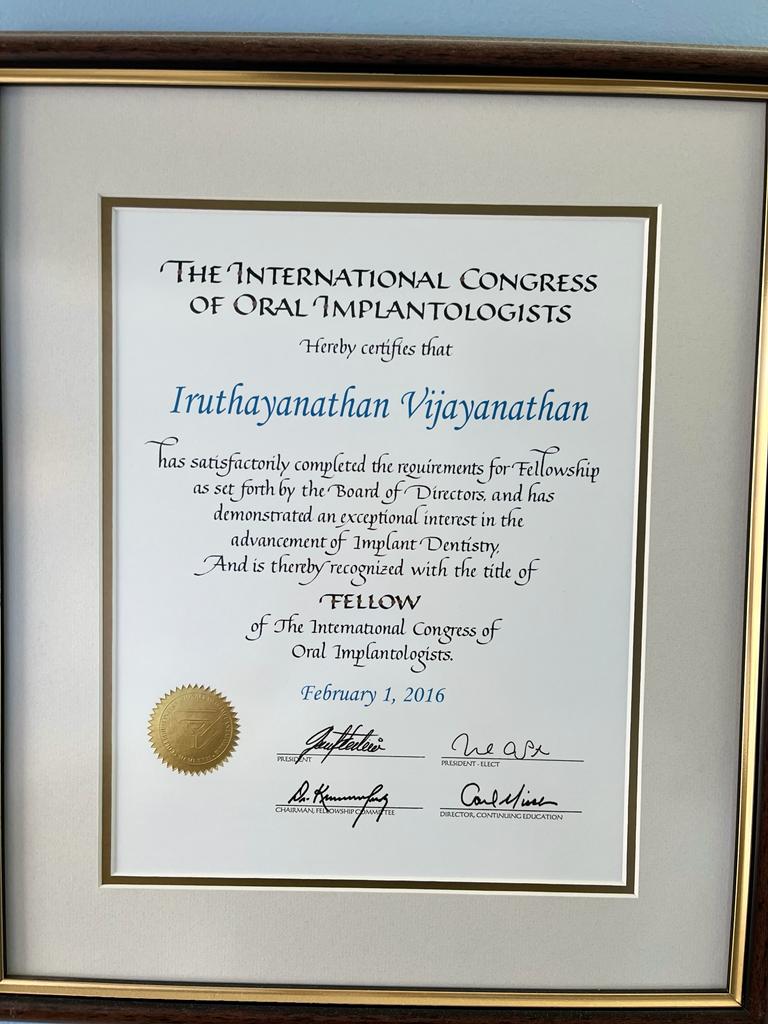 THE INTERNATIONAL CONGRESS
OF ORAL IMPLANTOLOGISTS
Hereby certifies that
Iruthayanathan Vijayanathan
has satisfactorily completed the requirements for Fellowship
as set forth by the Board of Directors, and has
demonstrated an exceptional interest in the
advancement of Implant Dentistry,
And is thereby recognized with the title of
FELLOW
of The International Congress of
Oral Implantologists.
February 1, 2016
PRESIDENT
PRESIDENT - ELECT
CHAIRMAN, FELLOWSHIP COMMITTEE
DIRECTOR, CONTINUING EDUCATION